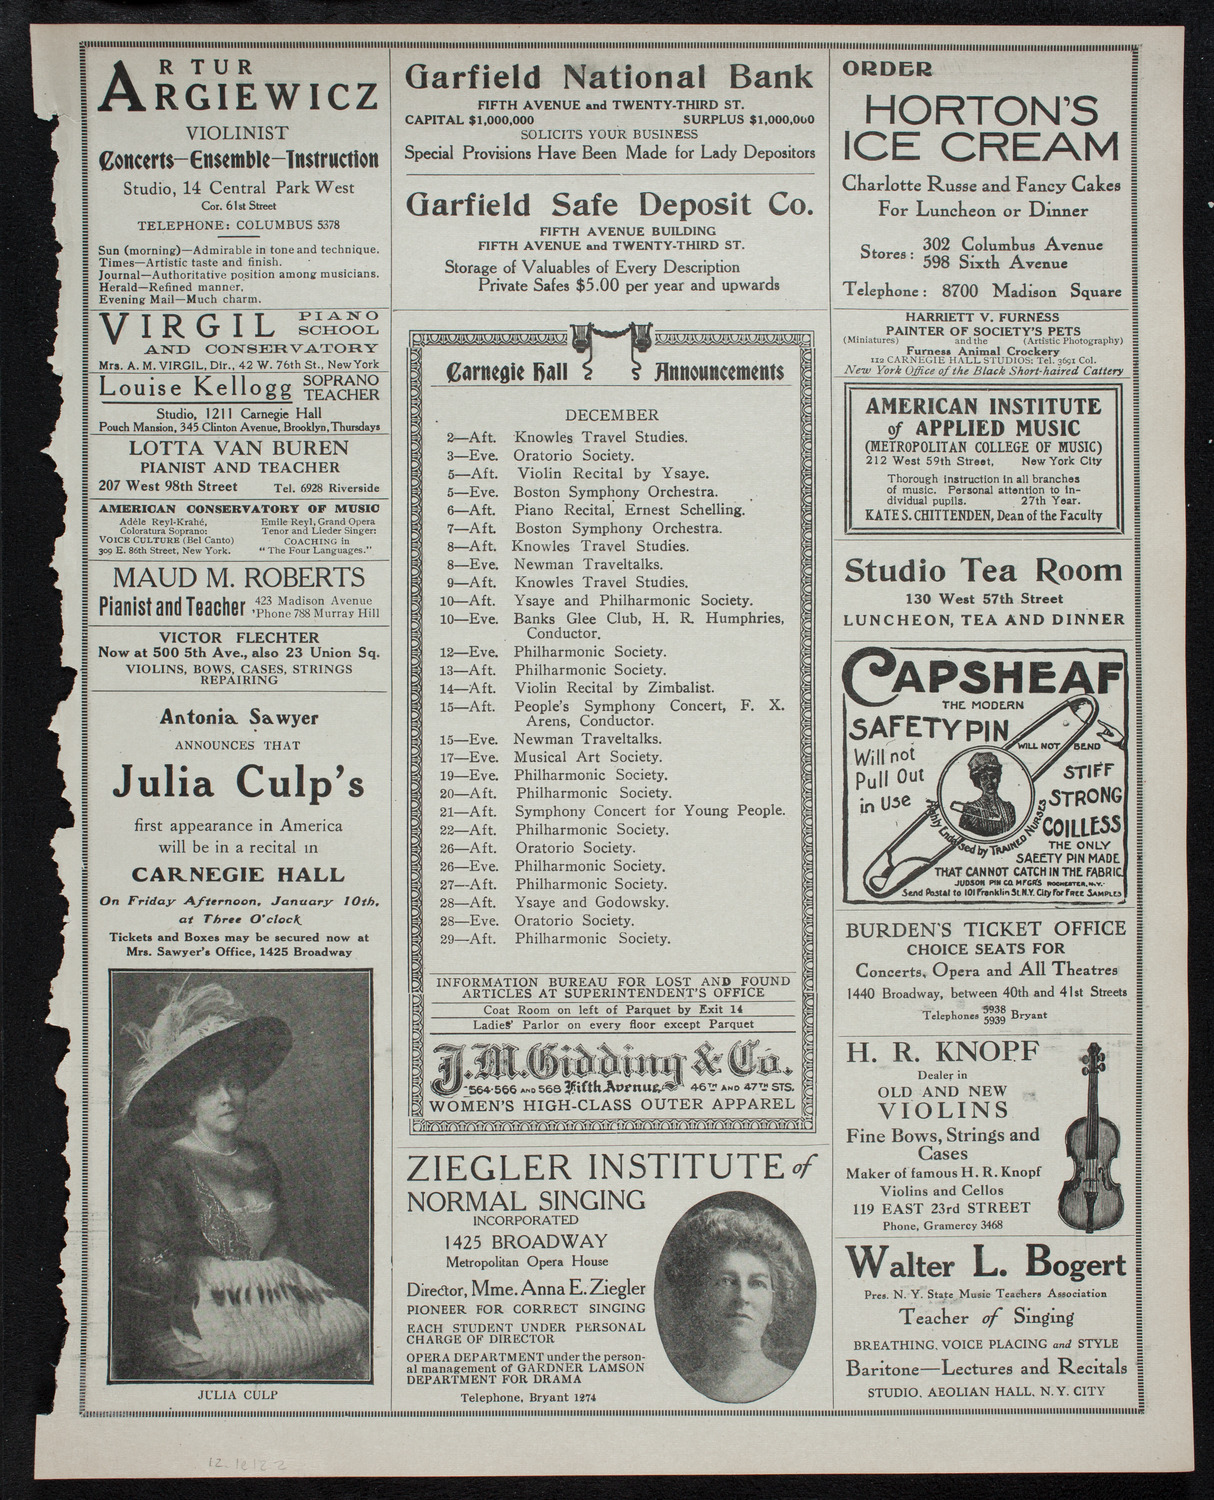 ARTUR
ARGIEWICZ
VIOLINIST
Concerts—Ensemble—Instruction
Studio, 14 Central Park West
Cor. 61st Street
TELEPHONE: COLUMBUS 5378
Sun (morning)—Admirable in tone and technique.
Times—Artistic taste and finish.
Journal—Authoritative position among musicians.
Herald—Refined manner.
Evening Mail—Much charm.
VIRGIL PIANO
SCHOOL
AND CONSERVATORY
Mrs. A. M. VIRGIL, Dir., 42 W. 76th St., New York
Louise Kellogg SOPRANO
TEACHER
Studio, 1211 Carnegie Hall
Pouch Mansion, 345 Clinton Avenue, Brooklyn, Thursdays
LOTTA VAN BUREN
PIANIST AND TEACHER
207 West 98th Street Tel. 6928 Riverside
AMERICAN CONSERVATORY OF MUSIC
Adèle Reyl-Krahé,
Coloratura Soprano:
VOICE CULTURE (Bel Canto)
309 E. 86th Street, New York.
Emile Reyl, Grand Opera
Tenor and Lieder Singer:
COACHING in
"The Four Languages."
MAUD M. ROBERTS
Pianist and Teacher 423 Madison Avenue
'Phone 788 Murray Hill
VICTOR FLECHTER
Now at 500 5th Ave., also 23 Union Sq.
VIOLINS, BOWS, CASES, STRINGS
REPAIRING
Antonia Sawyer
ANNOUNCES THAT
Julia Culp's
first appearance in America
will be in a recital in
CARNEGIE HALL
On Friday Afternoon, January 10th,
at Three O'clock
Tickets and Boxes may be secured now at
Mrs. Sawyer's Office, 1425 Broadway
JULIA CULP
Garfield National Bank
FIFTH AVENUE and TWENTY-THIRD ST.
CAPITAL $1,000,000 SURPLUS $1,000,000
SOLICITS YOUR BUSINESS
Special Provisions Have Been Made for Lady Depositors
Garfield Safe Deposit Co.
FIFTH AVENUE BUILDING
FIFTH AVENUE and TWENTY-THIRD ST.
Storage of Valuables of Every Description
Private Safes $5.00 per year and upwards
Carnegie Hall Announcements
DECEMBER
2—Aft. Knowles Travel Studies.
3—Eve. Oratorio Society.
5—Aft. Violin Recital by Ysaye.
5—Eve. Boston Symphony Orchestra.
6—Aft. Piano Recital, Ernest Schelling.
7—Aft. Boston Symphony Orchestra.
8—Aft. Knowles Travel Studies.
8—Eve. Newman Traveltalks.
9—Aft. Knowles Travel Studies.
10—Aft. Ysaye and Philharmonic Society.
10—Eve. Banks Glee Club, H. R. Humphries,
Conductor.
12—Eve. Philharmonic Society.
13—Aft. Philharmonic Society.
14—Aft. Violin Recital by Zimbalist.
15—Aft. People's Symphony Concert, F. X.
Arens, Conductor.
15—Eve. Newman Traveltalks.
17—Eve. Musical Art Society.
19—Eve. Philharmonic Society.
20—Aft. Philharmonic Society.
21—Aft. Symphony Concert for Young People.
22—Aft. Philharmonic Society.
26—Aft. Oratorio Society.
26—Eve. Philharmonic Society.
27—Aft. Philharmonic Society.
28—Aft. Ysaye and Godowsky.
28—Eve. Oratorio Society.
29—Aft. Philharmonic Society.
INFORMATION BUREAU FOR LOST AND FOUND
ARTICLES AT SUPERINTENDENT'S OFFICE
Coat Room on left of Parquet by Exit 14
Ladies' Parlor on every floor except Parquet
J. M. Gidding & Co.
564-566 AND 568 Fifth Avenue 46TH AND 47TH STS.
WOMEN'S HIGH-CLASS OUTER APPAREL
ZIEGLER INSTITUTE of
NORMAL SINGING
INCORPORATED
1425 BROADWAY
Metropolitan Opera House
Director, Mme. Anna E. Ziegler
PIONEER FOR CORRECT SINGING
EACH STUDENT UNDER PERSONAL
CHARGE OF DIRECTOR
OPERA DEPARTMENT under the person-
al management of GARDNER LAMSON
DEPARTMENT FOR DRAMA
Telephone, Bryant 1274
ORDER
HORTON'S
ICE CREAM
Charlotte Russe and Fancy Cakes
For Luncheon or Dinner
Stores: 302 Columbus Avenue
598 Sixth Avenue
Telephone: 8700 Madison Square
HARRIETT V. FURNESS
PAINTER OF SOCIETY'S PETS
(Miniatures) and the (Artistic Photography)
Furness Animal Crockery
112 CARNEGIE HALL STUDIOS: Tel. 3691 Col.
New York Office of the Black Short-haired Cattery
AMERICAN INSTITUTE
of APPLIED MUSIC
(METROPOLITAN COLLEGE OF MUSIC)
212 West 59th Street, New York City
Thorough instruction in all branches
of music. Personal attention to in-
dividual pupils. 27th Year.
KATE S. CHITTENDEN, Dean of the Faculty
Studio Tea Room
130 West 57th Street
LUNCHEON, TEA AND DINNER
CAPSHEAF
THE MODERN
SAFETY PIN
WILL NOT BEND
Will not
Pull Out
in Use
STIFF
STRONG
COILLESS
Highly Endorsed by TRAINED NURSES
THE ONLY
SAFETY PIN MADE
THAT CANNOT CATCH IN THE FABRIC
JUDSON PIN CO. MFGRS ROCHESTER, N.Y.
Send Postal to 101 Franklin St. N.Y. City for FREE SAMPLES
BURDEN'S TICKET OFFICE
CHOICE SEATS FOR
Concerts, Opera and All Theatres
1440 Broadway, between 40th and 41st Streets
Telephones 5938
5939 Bryant
H. R. KNOPF
Dealer in
OLD AND NEW
VIOLINS
Fine Bows, Strings and
Cases
Maker of famous H. R. Knopf
Violins and Cellos
119 EAST 23rd STREET
Phone, Gramercy 3468
Walter L. Bogert
Pres. N. Y. State Music Teachers Association
Teacher of Singing
BREATHING, VOICE PLACING and STYLE
Baritone—Lectures and Recitals
STUDIO, AEOLIAN HALL, N. Y. CITY